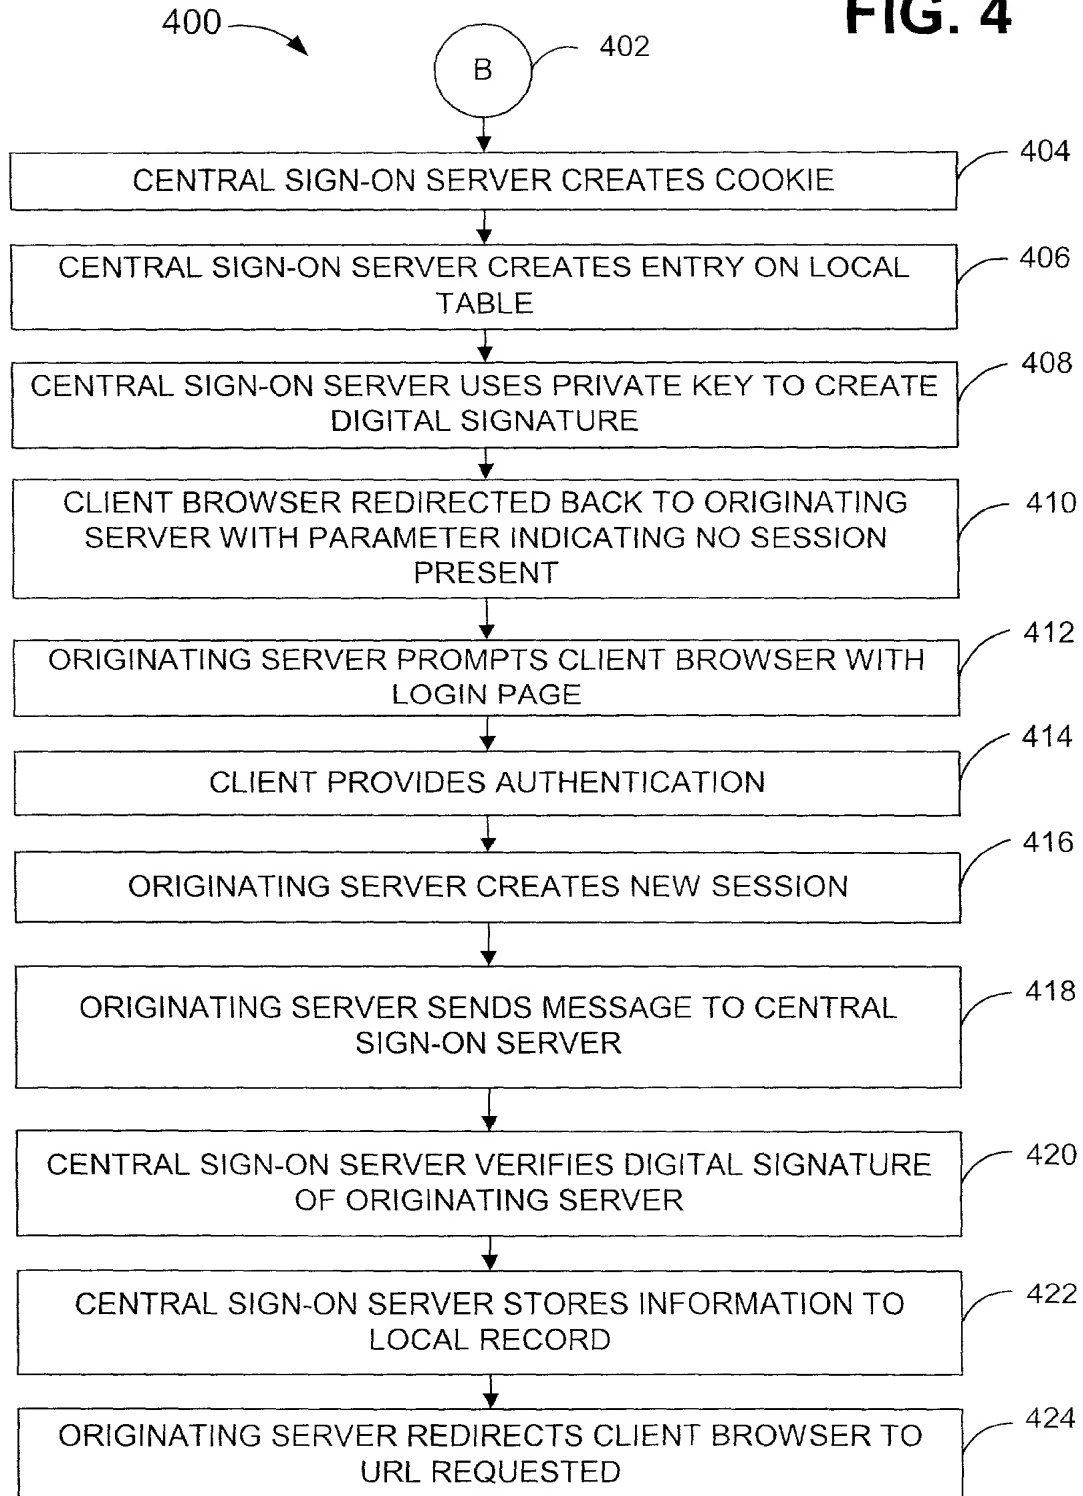 FIG. 4
400
B
402
CENTRAL SIGN-ON SERVER CREATES COOKIE
404
CENTRAL SIGN-ON SERVER CREATES ENTRY ON LOCAL
TABLE
406
CENTRAL SIGN-ON SERVER USES PRIVATE KEY TO CREATE
DIGITAL SIGNATURE
408
CLIENT BROWSER REDIRECTED BACK TO ORIGINATING
SERVER WITH PARAMETER INDICATING NO SESSION
PRESENT
410
ORIGINATING SERVER PROMPTS CLIENT BROWSER WITH
LOGIN PAGE
412
CLIENT PROVIDES AUTHENTICATION
414
ORIGINATING SERVER CREATES NEW SESSION
416
ORIGINATING SERVER SENDS MESSAGE TO CENTRAL
SIGN-ON SERVER
418
CENTRAL SIGN-ON SERVER VERIFIES DIGITAL SIGNATURE
OF ORIGINATING SERVER
420
CENTRAL SIGN-ON SERVER STORES INFORMATION TO
LOCAL RECORD
422
ORIGINATING SERVER REDIRECTS CLIENT BROWSER TO
URL REQUESTED
424